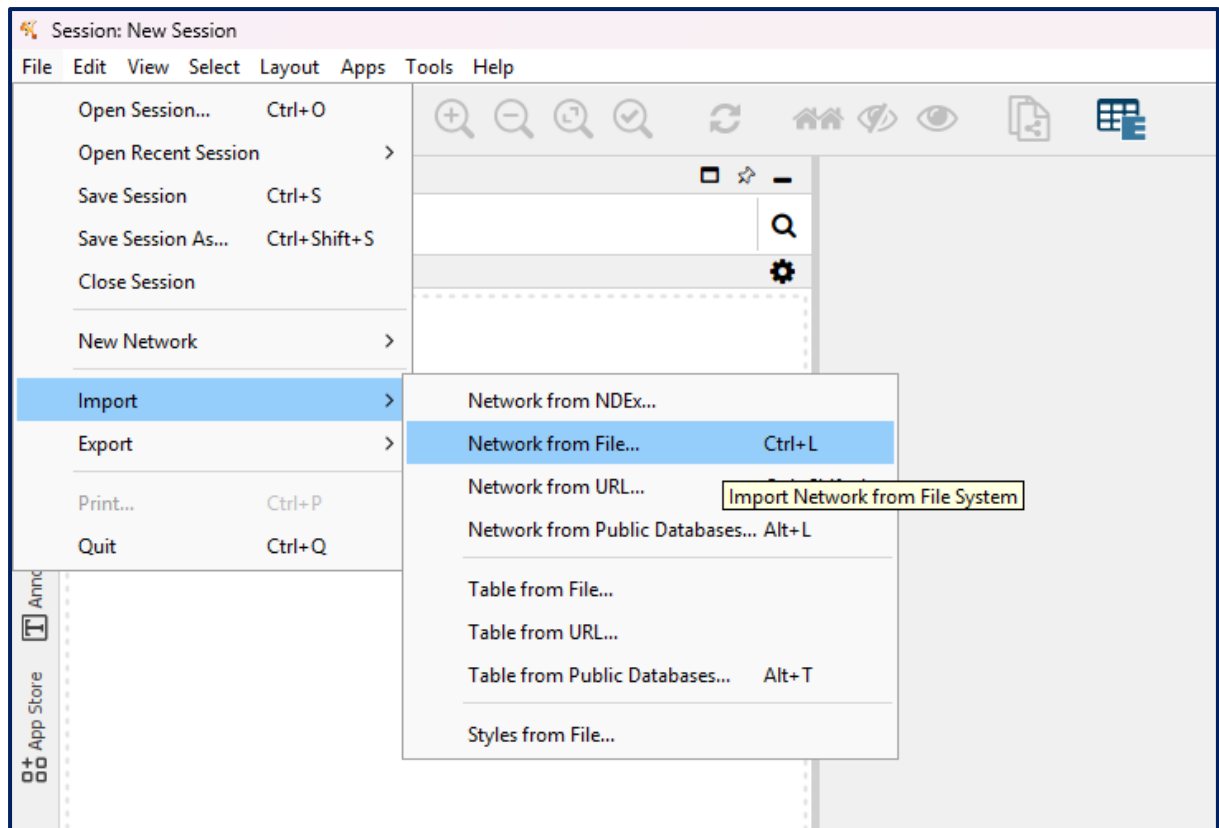 Session: New Session
File Edit View Select Layout Apps Tools Help
Open Session... Ctrl+O
Open Recent Session
Save Session Ctrl+S
Save Session As... Ctrl+Shift+S
Close Session
New Network
Import
Export
Print... Ctrl+P
Quit Ctrl+Q
Network from NDEx...
Network from File... Ctrl+L
Network from URL...
Import Network from File System
Network from Public Databases... Alt+L
Table from File...
Table from URL...
Table from Public Databases... Alt+T
Styles from File...
App Store